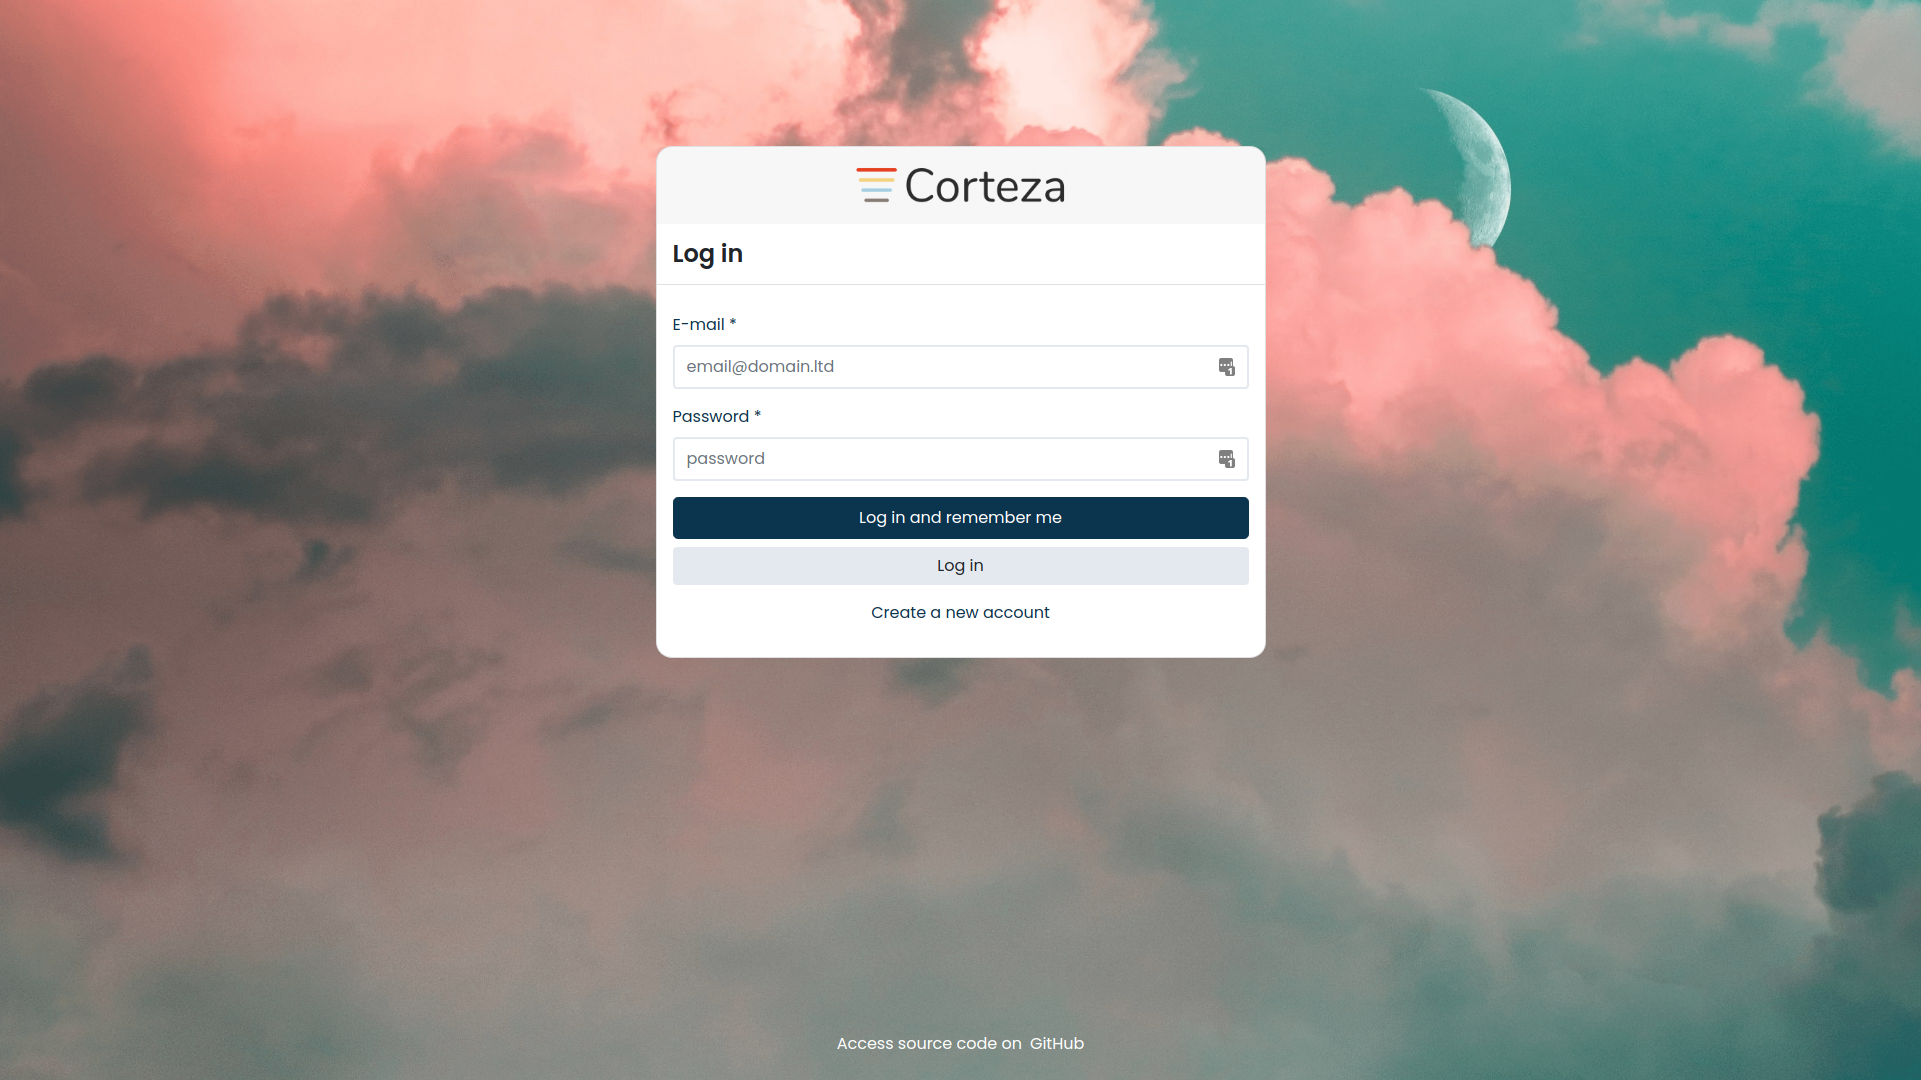 Corteza
Log in
E-mail *
email@domain.ltd
Password *
password
Log in and remember me
Log in
Create a new account
Access source code on GitHub